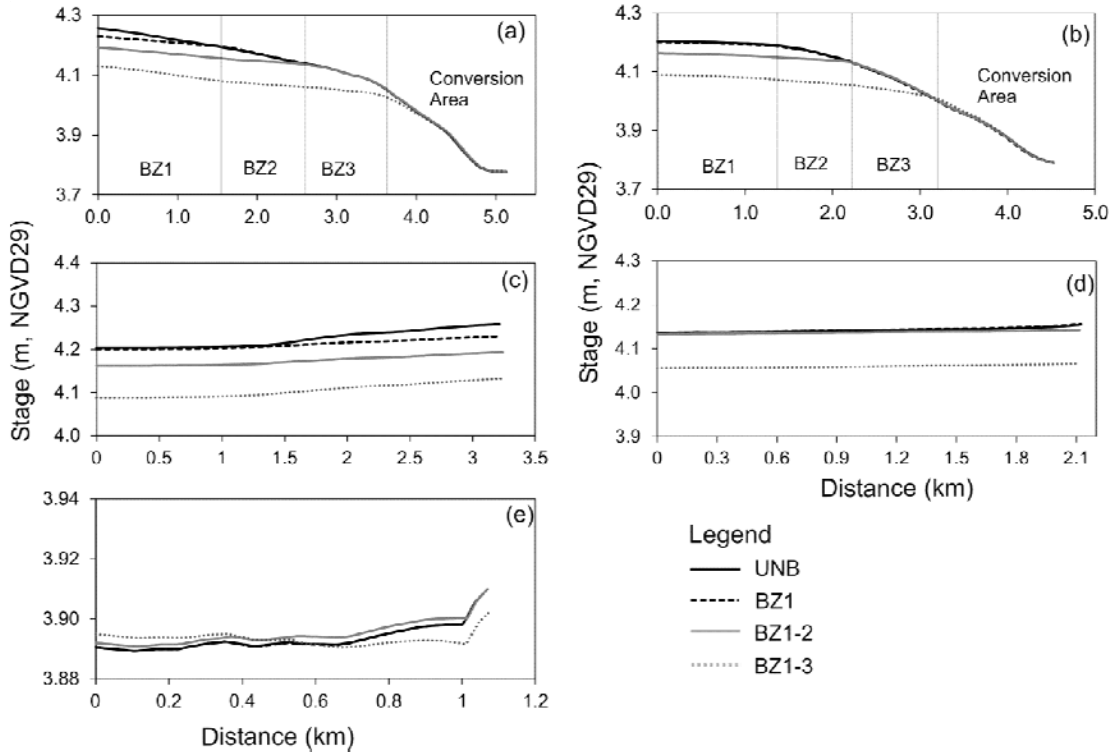 4.3
4.1
3.9
3.7
(a)
Conversion
Area
BZ1 BZ2 BZ3
0.0 1.0 2.0 3.0 4.0 5.0
4.3
4.1
3.9
3.7
(b)
Conversion
Area
BZ1 BZ2 BZ3
0.0 1.0 2.0 3.0 4.0 5.0
Stage (m, NGVD29)
4.4
4.3
4.2
4.1
4.0
(c)
0 0.5 1 1.5 2 2.5 3 3.5
Stage (m, NGVD29)
4.3
4.2
4.1
4.0
3.9
(d)
0 0.3 0.6 0.9 1.2 1.5 1.8 2.1
Distance (km)
3.94
3.92
3.90
3.88
(e)
0 0.2 0.4 0.6 0.8 1 1.2
Distance (km)
Legend
UNB
BZ1
BZ1-2
BZ1-3